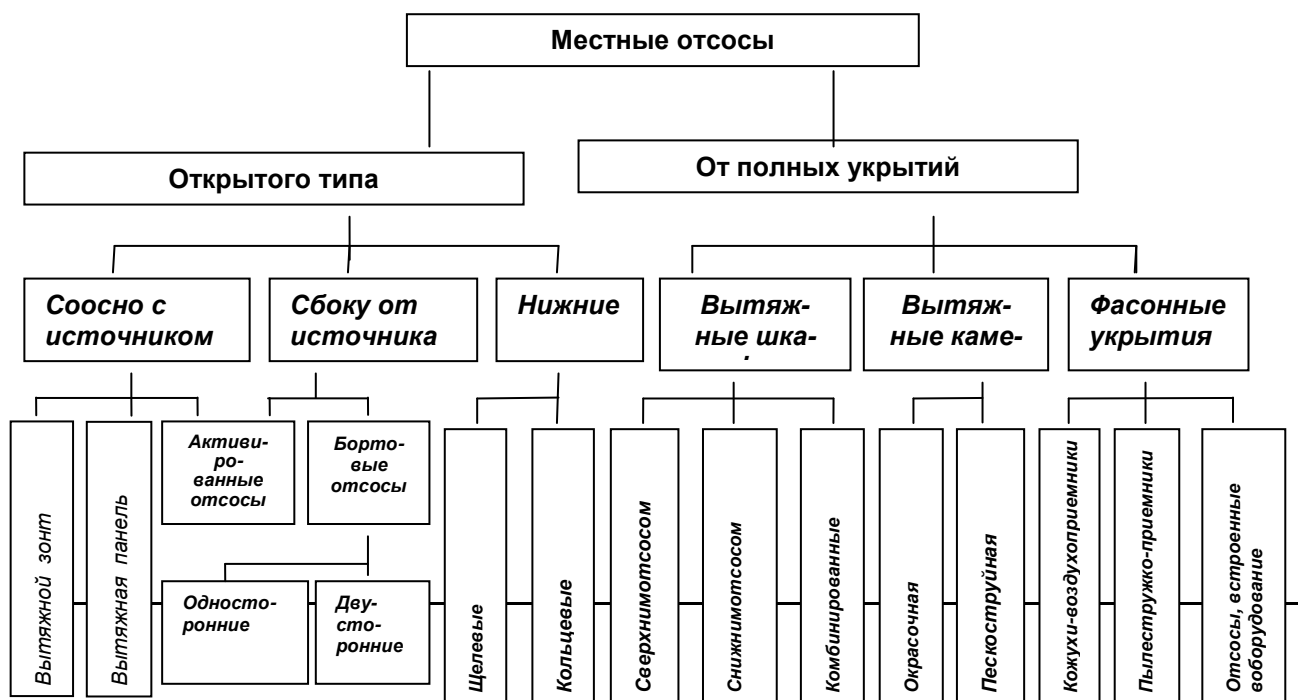 Местные отсосы
Открытого типа
От полных укрытий
Соосно с
источником
Сбоку от
источника
Нижние
Вытяж-
ные шка-
Вытяж-
ные каме-
Фасонные
укрытия
Вытяжной зонт
Вытяжная панель
Активи-
ро-
ванные
отсосы
Борто-
вые
отсосы
Односто-
ронние
Дву-
сто-
ронние
Щелевые
Кольцевые
Сверхнимотсосом
Снижнимотсосом
Комбинированные
Окрасочная
Пескоструйная
Кожухи-воздухоприемники
Пылестружко-приемники
Отсосы, встроенные
воборудование